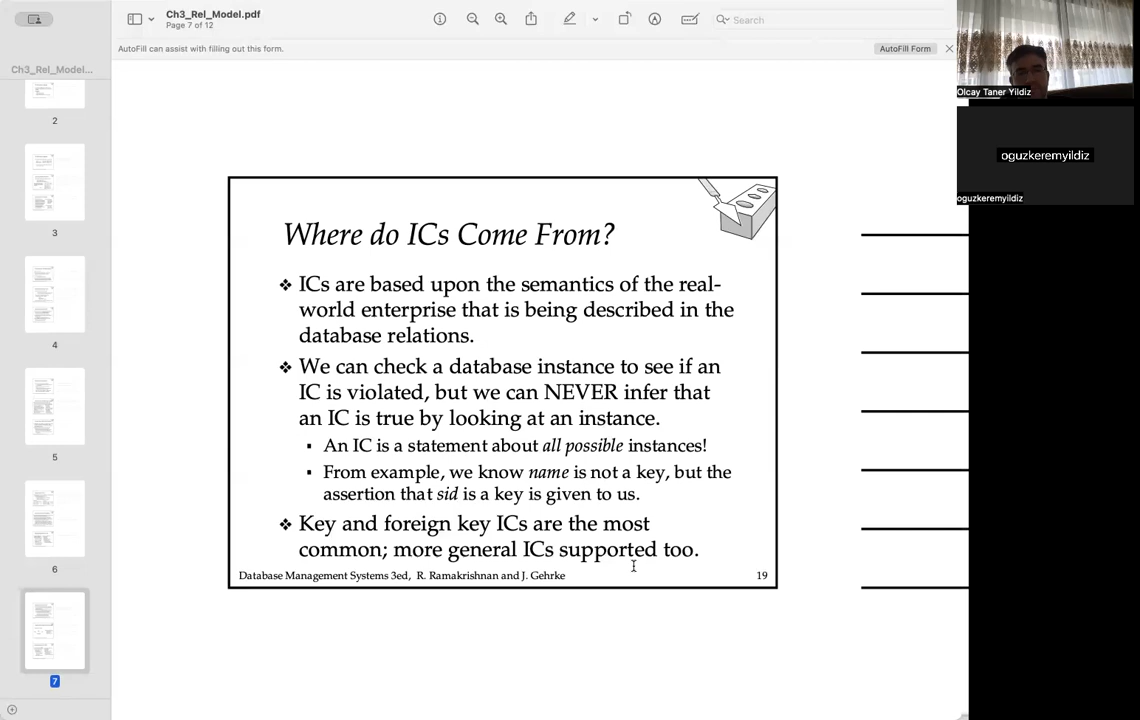 Ch3_Rel_Model.pdf
Page 7 of 12
Search
AutoFill can assist with filling out this form.
AutoFill Form
Ch3_Rel_Model...
2
3
4
5
6
7
Where do ICs Come From?
❖ ICs are based upon the semantics of the real-
world enterprise that is being described in the
database relations.
❖ We can check a database instance to see if an
IC is violated, but we can NEVER infer that
an IC is true by looking at an instance.
▪ An IC is a statement about all possible instances!
▪ From example, we know name is not a key, but the
assertion that sid is a key is given to us.
❖ Key and foreign key ICs are the most
common; more general ICs supported too.
Database Management Systems 3ed, R. Ramakrishnan and J. Gehrke
19
Olcay Taner Yildiz
oguzkeremyildiz
oguzkeremyildiz